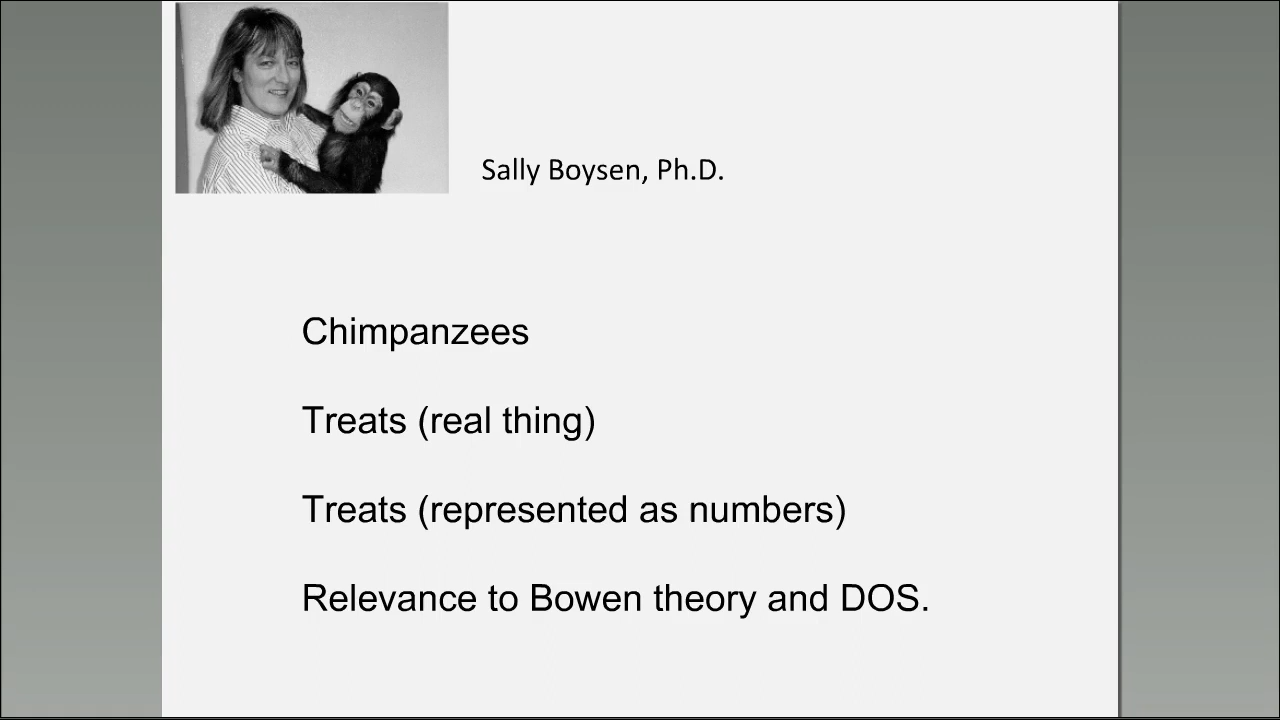 Sally Boysen, Ph.D.
Chimpanzees
Treats (real thing)
Treats (represented as numbers)
Relevance to Bowen theory and DOS.